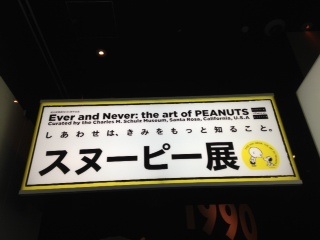 Ever and Never: the art of PEANUTS
Curated by the Charles M. Schulz Museum, Santa Rosa, California, U.S.A
しあわせは、きみをもっと知ること。
スヌーピー展
1990